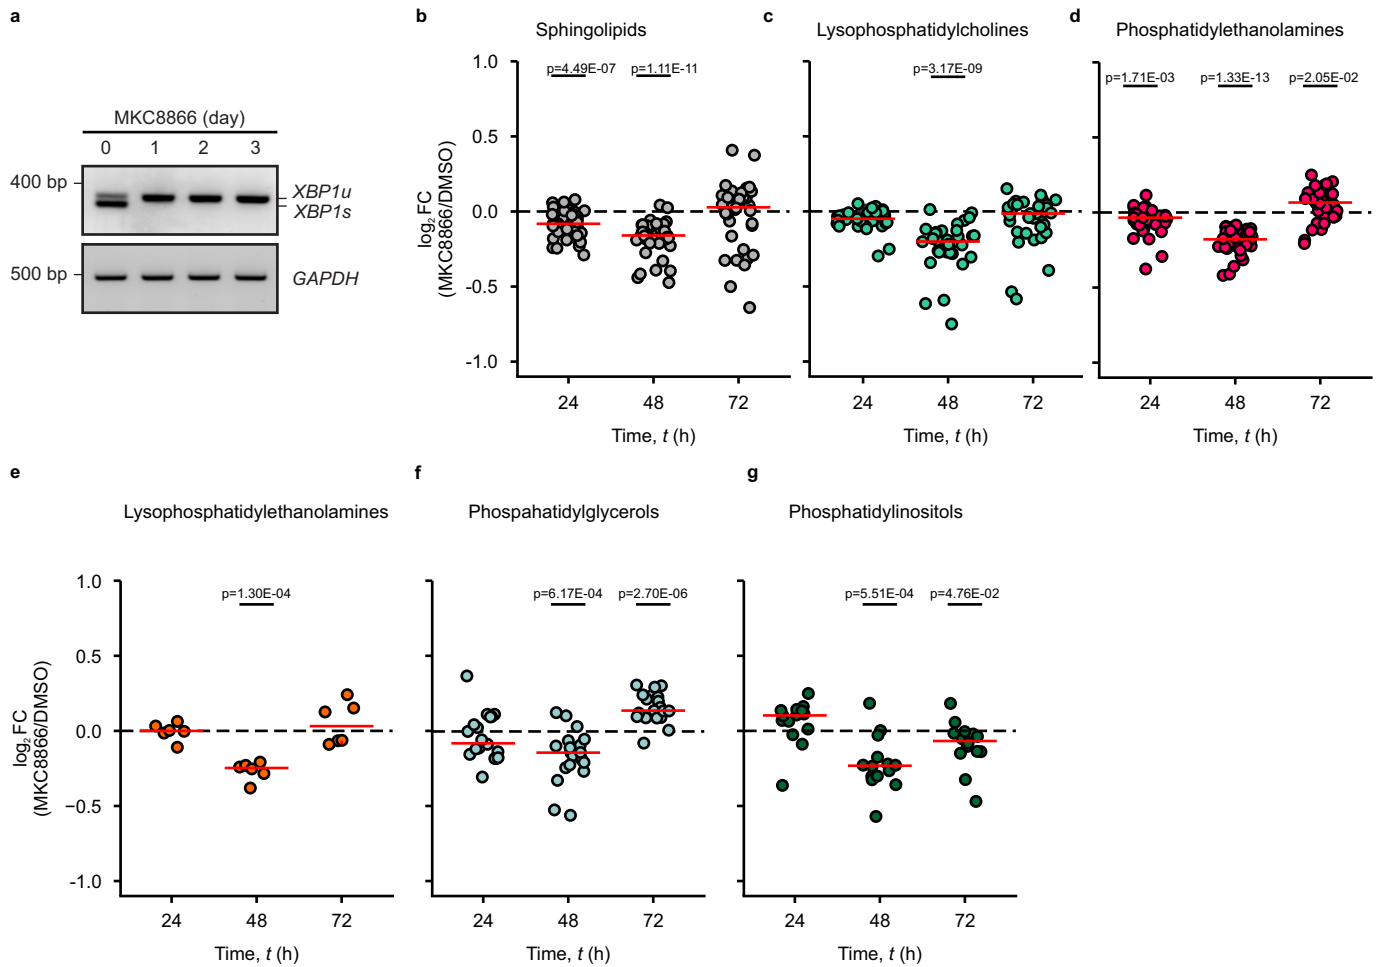 a
MKC8866 (day)
0 1 2 3
400 bp
XBP1u
XBP1s
500 bp
GAPDH
b
Sphingolipids
log2 FC
(MKC8866/DMSO)
1.0
0.5
0.0
-0.5
-1.0
p=4.49E-07
p=1.11E-11
24 48 72
Time, t (h)
c
Lysophosphatidylcholines
p=3.17E-09
24 48 72
Time, t (h)
d
Phosphatidylethanolamines
p=1.71E-03
p=1.33E-13
p=2.05E-02
24 48 72
Time, t (h)
e
Lysophosphatidylethanolamines
log2 FC
(MKC8866/DMSO)
1.0
0.5
0.0
−0.5
-1.0
p=1.30E-04
24 48 72
Time, t (h)
f
Phospahatidylglycerols
p=6.17E-04
p=2.70E-06
24 48 72
Time, t (h)
g
Phosphatidylinositols
p=5.51E-04
p=4.76E-02
24 48 72
Time, t (h)